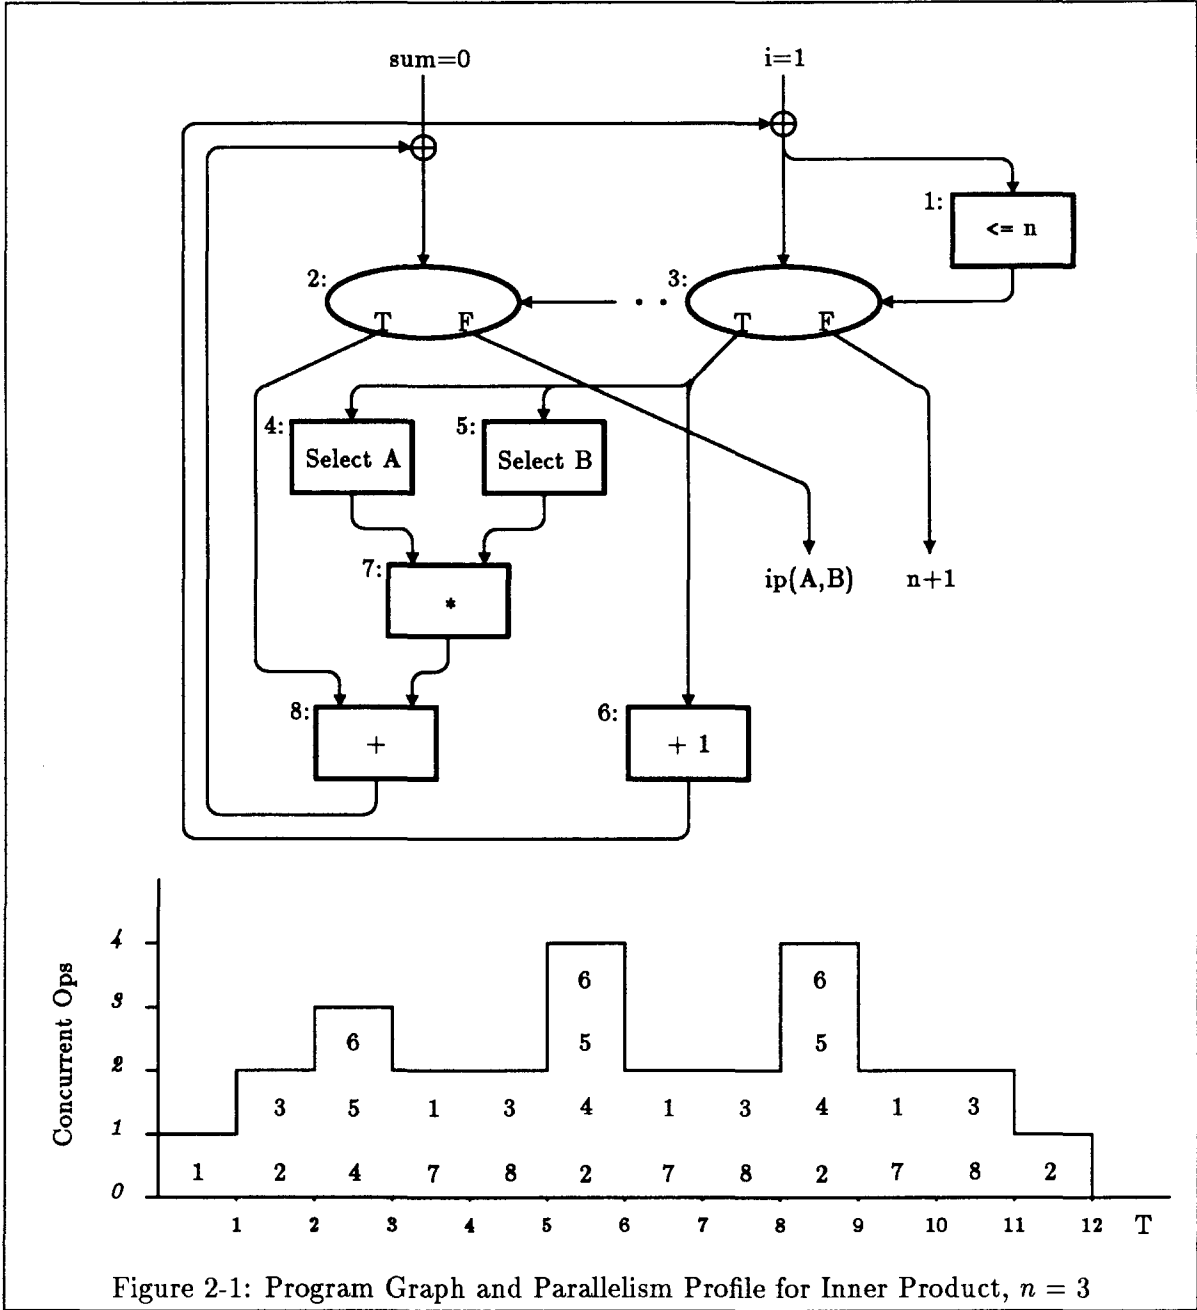 sum=0 i=1
1: <= n
2: T F 3: T F
4: Select A 5: Select B
7: *
ip(A,B) n+1
8: + 6: + 1
Concurrent Ops
4
3
2
1
0
6 6
6 5 5
3 5 1 3 4 1 3 4 1 3
1 2 4 7 8 2 7 8 2 7 8 2
1 2 3 4 5 6 7 8 9 10 11 12 T
Figure 2-1: Program Graph and Parallelism Profile for Inner Product, n = 3